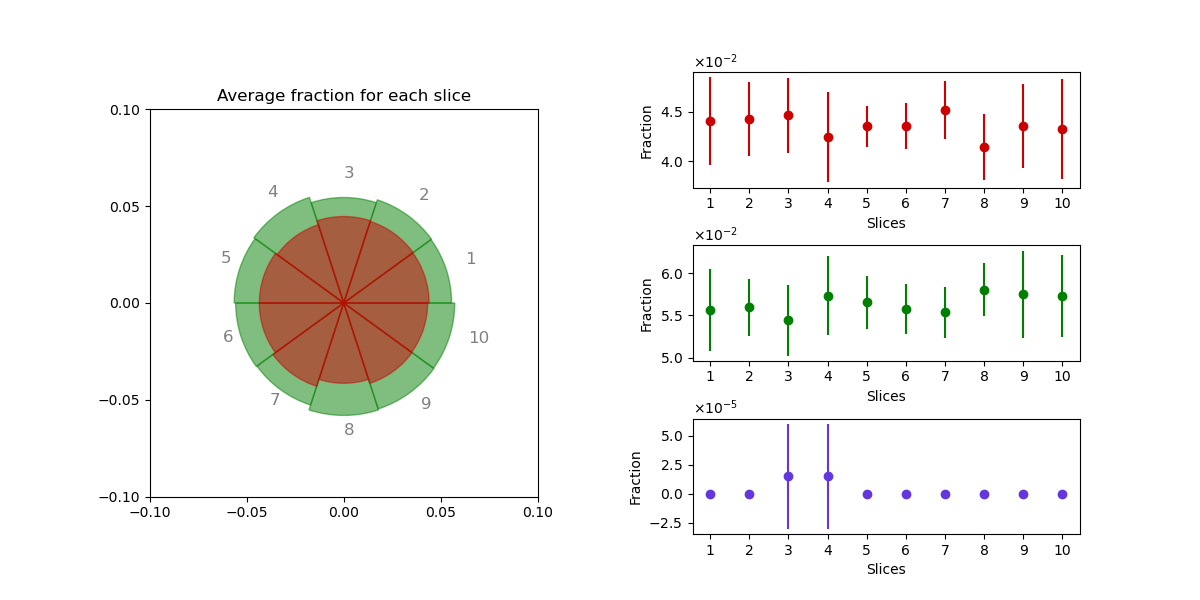 Average fraction for each slice
0.10
0.05
0.00
−0.05
−0.10
−0.10 −0.05 0.00 0.05 0.10
3
4 2
5 1
6 10
7 9
8
×10⁻²
4.5
4.0
Fraction
1 2 3 4 5 6 7 8 9 10
Slices
×10⁻²
6.0
5.5
5.0
Fraction
1 2 3 4 5 6 7 8 9 10
Slices
×10⁻⁵
5.0
2.5
0.0
−2.5
Fraction
1 2 3 4 5 6 7 8 9 10
Slices